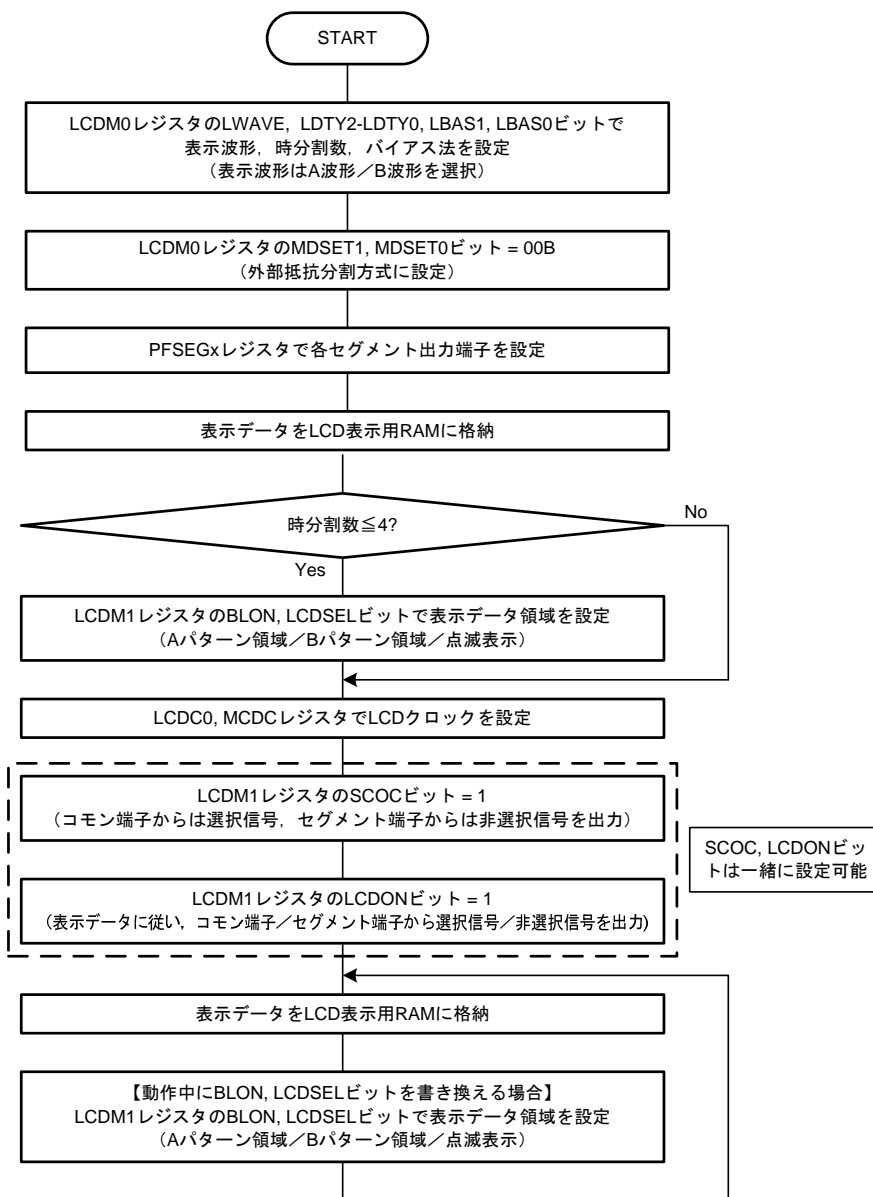 START
LCDM0レジスタのLWAVE, LDTY2-LDTY0, LBAS1, LBAS0ビットで
表示波形，時分割数，バイアス法を設定
（表示波形はA波形／B波形を選択）
LCDM0レジスタのMDSET1, MDSET0ビット = 00B
（外部抵抗分割方式に設定）
PFSEGxレジスタで各セグメント出力端子を設定
表示データをLCD表示用RAMに格納
時分割数≦4?
No
Yes
LCDM1レジスタのBLON, LCDSELビットで表示データ領域を設定
（Aパターン領域／Bパターン領域／点滅表示）
LCDC0, MCDCレジスタでLCDクロックを設定
LCDM1レジスタのSCOCビット = 1
（コモン端子からは選択信号，セグメント端子からは非選択信号を出力）
SCOC, LCDONビッ
トは一緒に設定可能
LCDM1レジスタのLCDONビット = 1
(表示データに従い，コモン端子／セグメント端子から選択信号／非選択信号を出力)
表示データをLCD表示用RAMに格納
【動作中にBLON, LCDSELビットを書き換える場合】
LCDM1レジスタのBLON, LCDSELビットで表示データ領域を設定
（Aパターン領域／Bパターン領域／点滅表示）